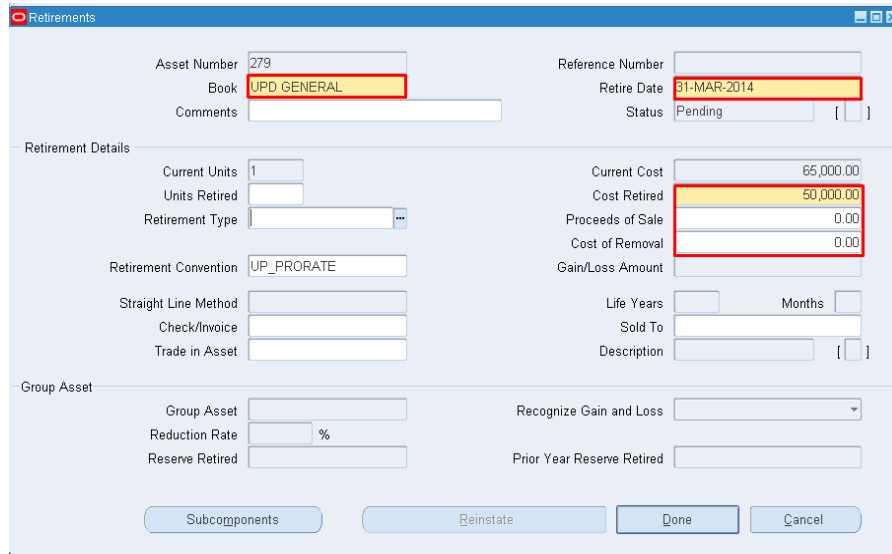 Retirements
Asset Number 279 Reference Number
Book UPD GENERAL Retire Date 31-MAR-2014
Comments Status Pending [ ]
Retirement Details
Current Units 1 Current Cost 65,000.00
Units Retired Cost Retired 50,000.00
Retirement Type ... Proceeds of Sale 0.00
Cost of Removal 0.00
Retirement Convention UP_PRORATE Gain/Loss Amount
Straight Line Method Life Years Months
Check/Invoice Sold To
Trade in Asset Description [ ]
Group Asset
Group Asset Recognize Gain and Loss
Reduction Rate %
Reserve Retired Prior Year Reserve Retired
Subcomponents Reinstate Done Cancel